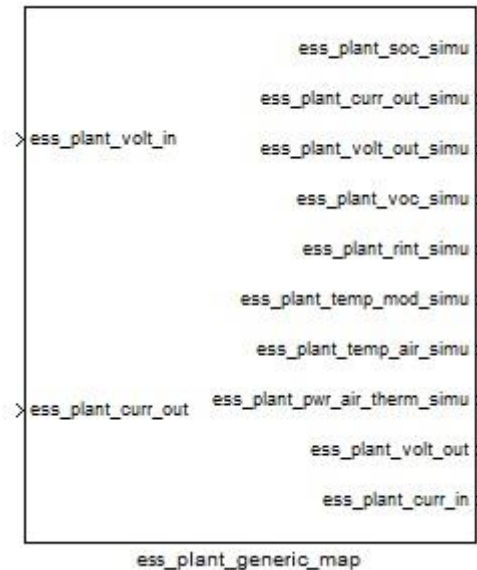 ess_plant_soc_simu
ess_plant_curr_out_simu
ess_plant_volt_in
ess_plant_volt_out_simu
ess_plant_voc_simu
ess_plant_rint_simu
ess_plant_temp_mod_simu
ess_plant_temp_air_simu
ess_plant_curr_out
ess_plant_pwr_air_therm_simu
ess_plant_volt_out
ess_plant_curr_in
ess_plant_generic_map